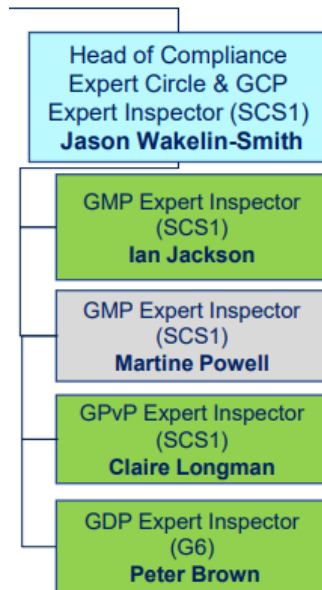 Head of Compliance
Expert Circle & GCP
Expert Inspector (SCS1)
Jason Wakelin-Smith
GMP Expert Inspector
(SCS1)
Ian Jackson
GMP Expert Inspector
(SCS1)
Martine Powell
GPvP Expert Inspector
(SCS1)
Claire Longman
GDP Expert Inspector
(G6)
Peter Brown